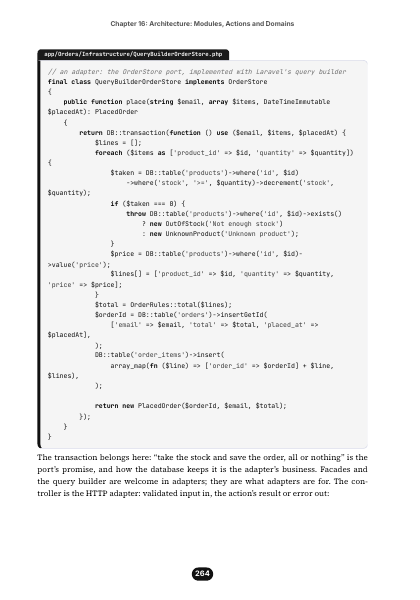 Chapter 16: Architecture: Modules, Actions and Domains
app/Orders/Infrastructure/QueryBuilderOrderStore.php
// an adapter: the OrderStore port, implemented with Laravel's query builder
final class QueryBuilderOrderStore implements OrderStore
{
    public function place(string $email, array $items, DateTimeImmutable
$placedAt): PlacedOrder
    {
        return DB::transaction(function () use ($email, $items, $placedAt) {
            $lines = [];
            foreach ($items as ['product_id' => $id, 'quantity' => $quantity])
{
                $taken = DB::table('products')->where('id', $id)
                    ->where('stock', '>=', $quantity)->decrement('stock',
$quantity);
                if ($taken === 0) {
                    throw DB::table('products')->where('id', $id)->exists()
                        ? new OutOfStock('Not enough stock')
                        : new UnknownProduct('Unknown product');
                }
                $price = DB::table('products')->where('id', $id)-
>value('price');
                $lines[] = ['product_id' => $id, 'quantity' => $quantity,
'price' => $price];
            }
            $total = OrderRules::total($lines);
            $orderId = DB::table('orders')->insertGetId(
                ['email' => $email, 'total' => $total, 'placed_at' =>
$placedAt],
            );
            DB::table('order_items')->insert(
                array_map(fn ($line) => ['order_id' => $orderId] + $line,
$lines),
            );

            return new PlacedOrder($orderId, $email, $total);
        });
    }
}
The transaction belongs here: “take the stock and save the order, all or nothing” is the
port’s promise, and how the database keeps it is the adapter’s business. Facades and
the query builder are welcome in adapters; they are what adapters are for. The con-
troller is the HTTP adapter: validated input in, the action’s result or error out:
264